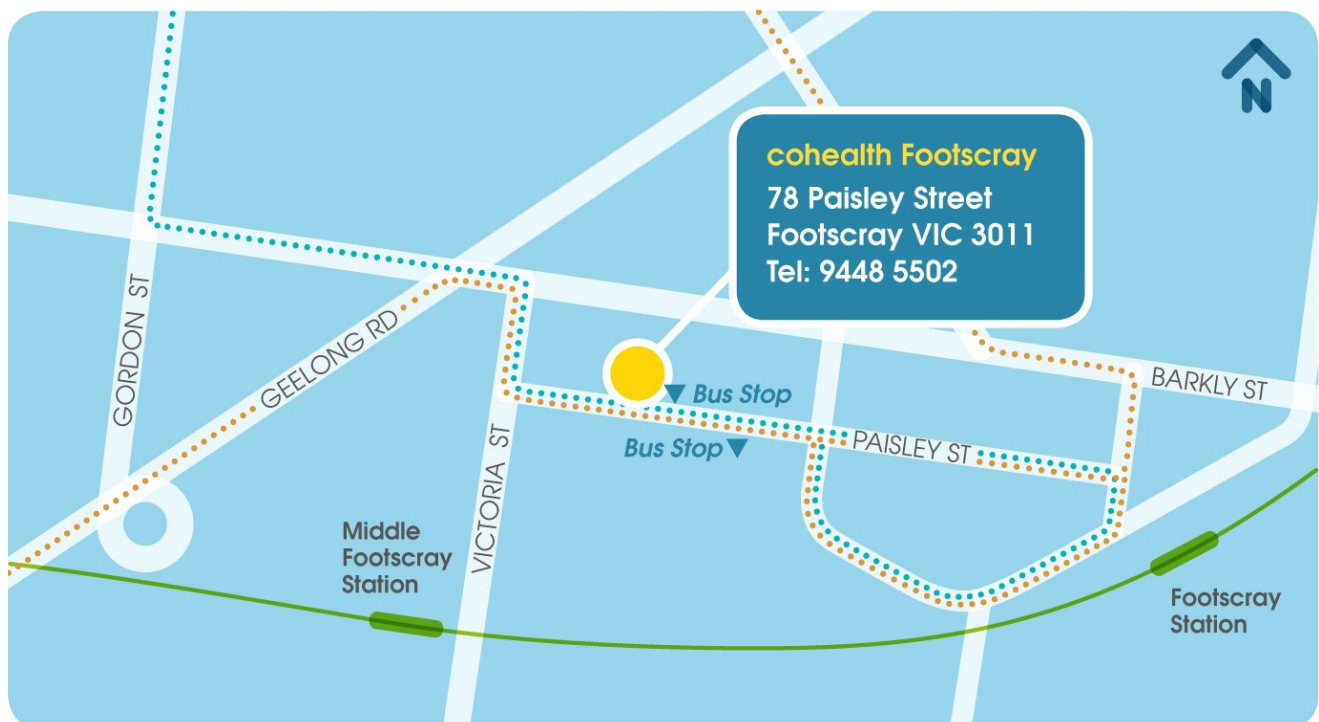 N
cohealth Footscray
78 Paisley Street
Footscray VIC 3011
Tel: 9448 5502
GORDON ST
GEELONG RD
BARKLY ST
Bus Stop
Bus Stop
PAISLEY ST
VICTORIA ST
Middle
Footscray
Station
Footscray
Station